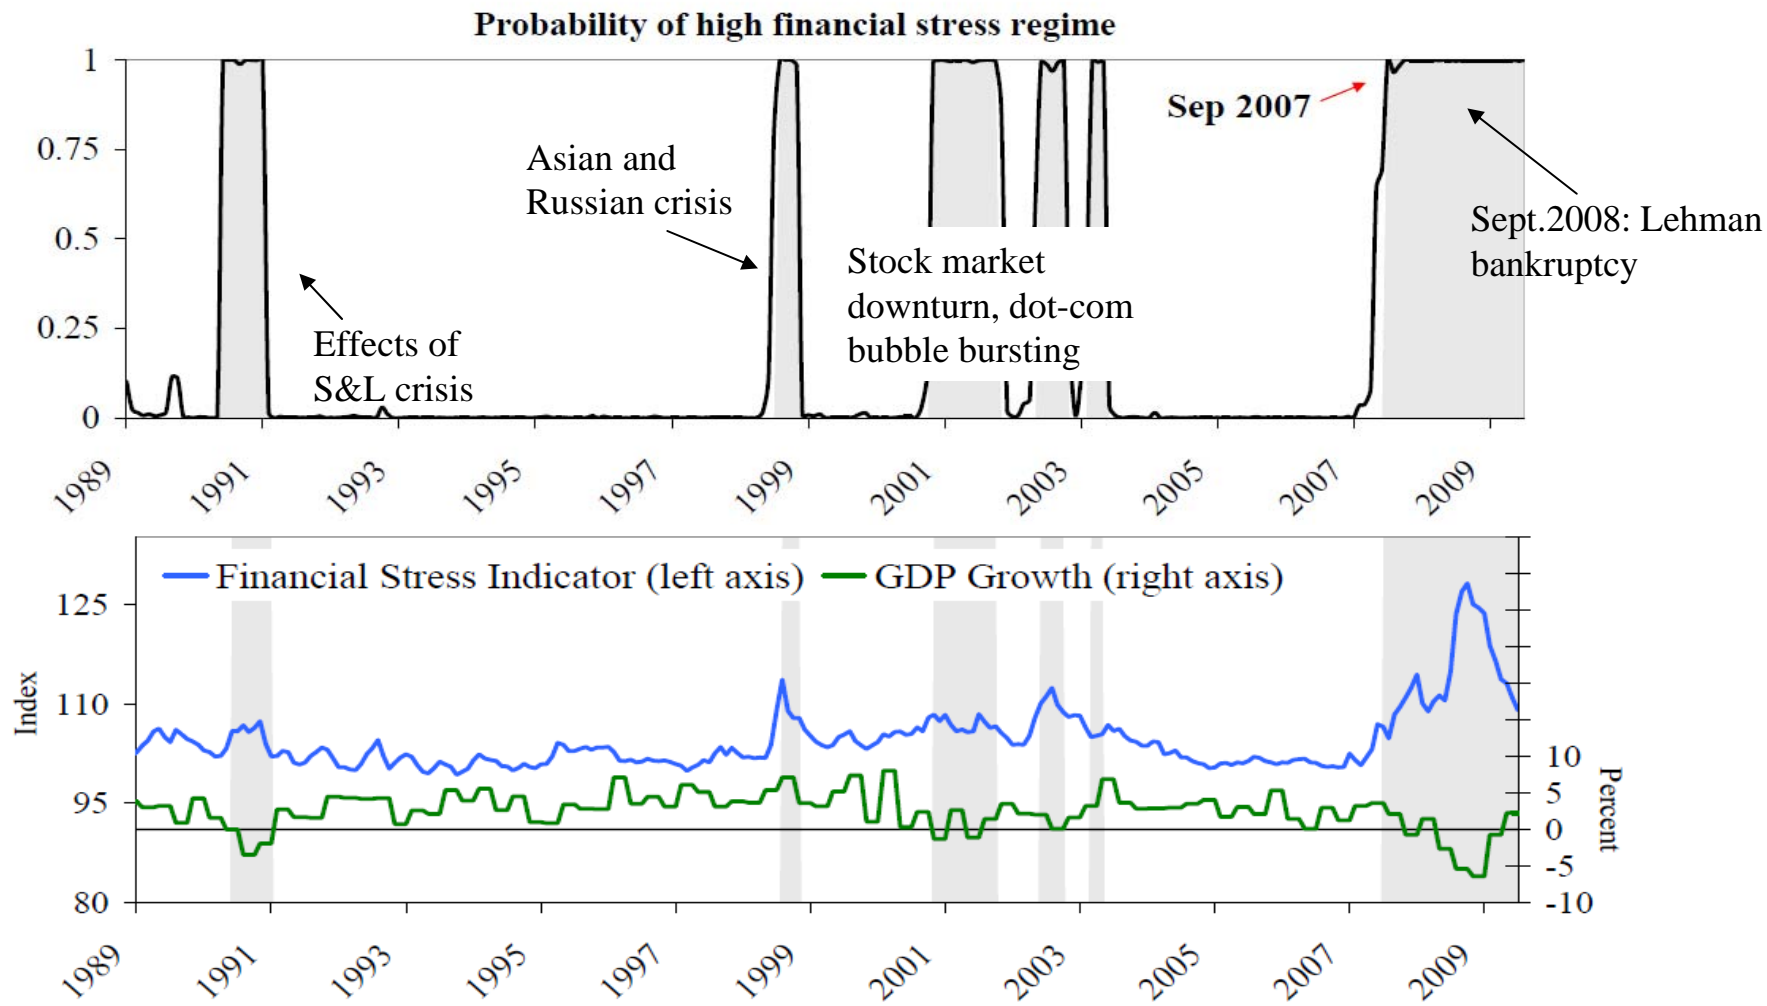 Probability of high financial stress regime
1
0.75
0.5
0.25
0
Sep 2007
Asian and
Russian crisis
Sept.2008: Lehman
bankruptcy
Stock market
downturn, dot-com
bubble bursting
Effects of
S&L crisis
1989
1991
1993
1995
1997
1999
2001
2003
2005
2007
2009
Financial Stress Indicator (left axis)
GDP Growth (right axis)
Index
125
110
95
80
Percent
10
5
0
-5
-10
1989
1991
1993
1995
1997
1999
2001
2003
2005
2007
2009